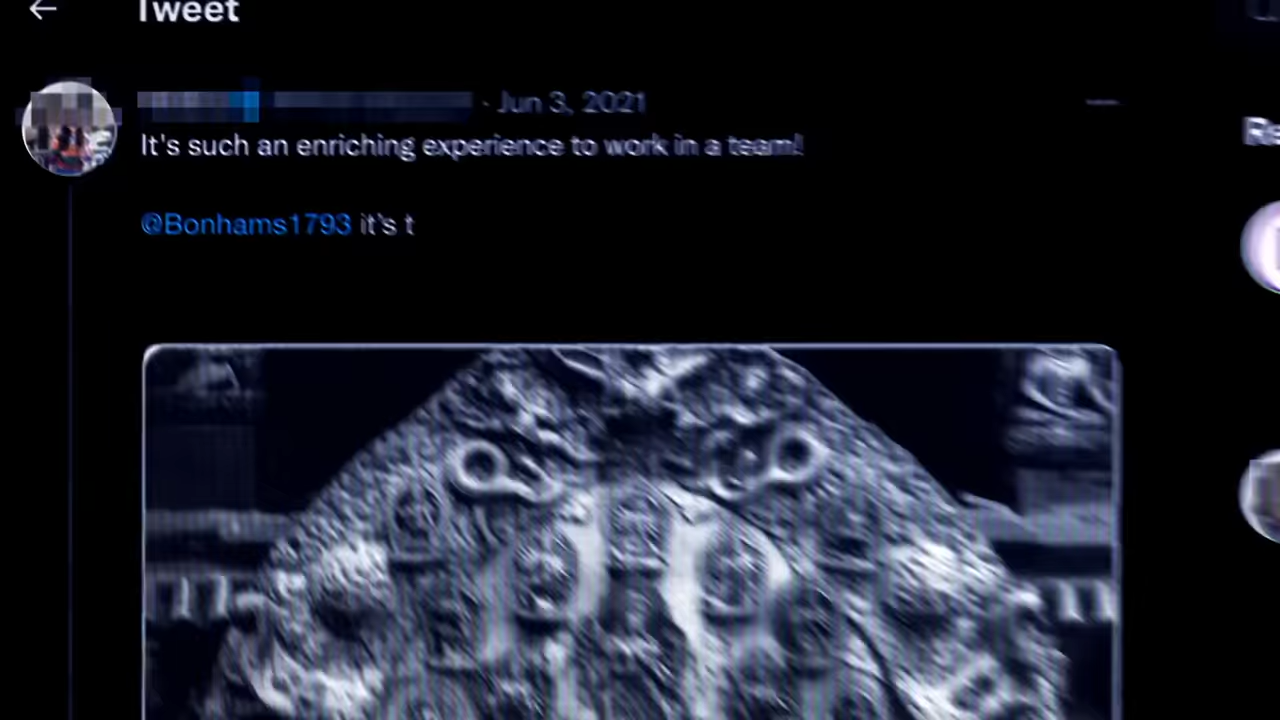 Tweet
· Jun 3, 2021
It's such an enriching experience to work in a team!
@Bonhams1793 it's t